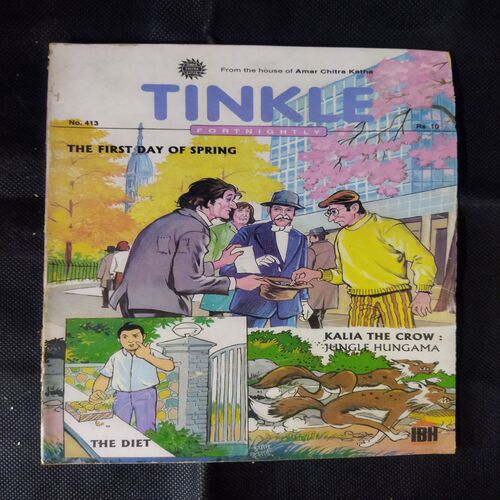 From the house of Amar Chitra Katha
TINKLE
No. 413
FORTNIGHTLY
Rs. 10
THE FIRST DAY OF SPRING
KALIA THE CROW :
JUNGLE HUNGAMA
THE DIET
IBH